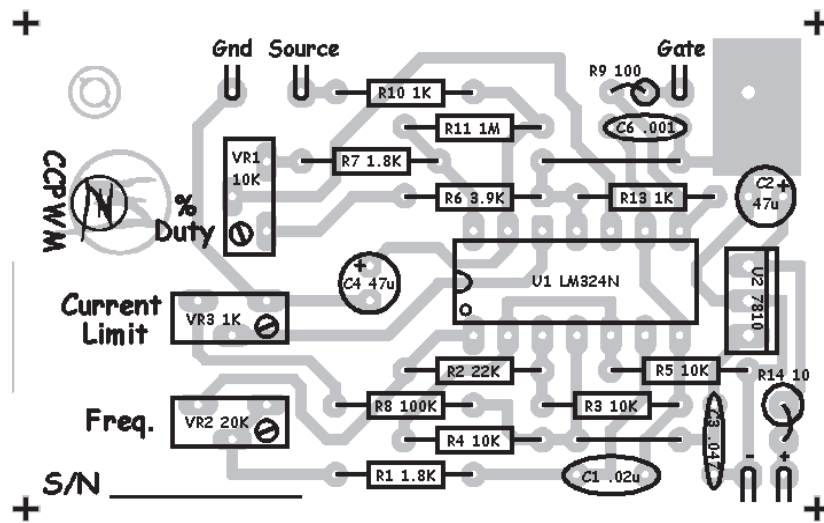 Gnd Source
Gate
R9 100
R10 1K
R11 1M
C6 .001
VR1
10K
R7 1.8K
CCPWM
%
Duty
R6 3.9K
R13 1K
C2
+
47u
+
C4 47u
U1 LM324N
U2 7810
Current
Limit
VR3 1K
R2 22K
R5 10K
R14 10
Freq.
VR2 20K
R8 100K
R3 10K
C3 .047
R4 10K
- +
S/N
R1 1.8K
C1 .02u